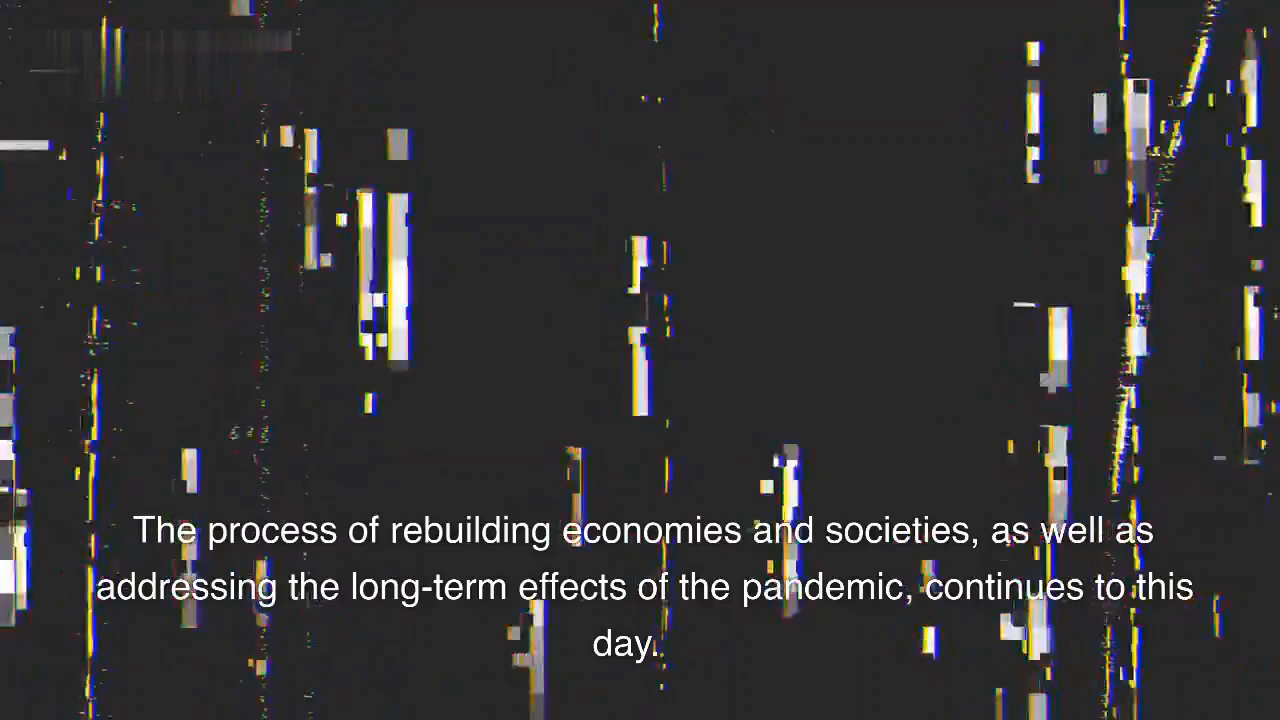 The process of rebuilding economies and societies, as well as
addressing the long-term effects of the pandemic, continues to this
day.